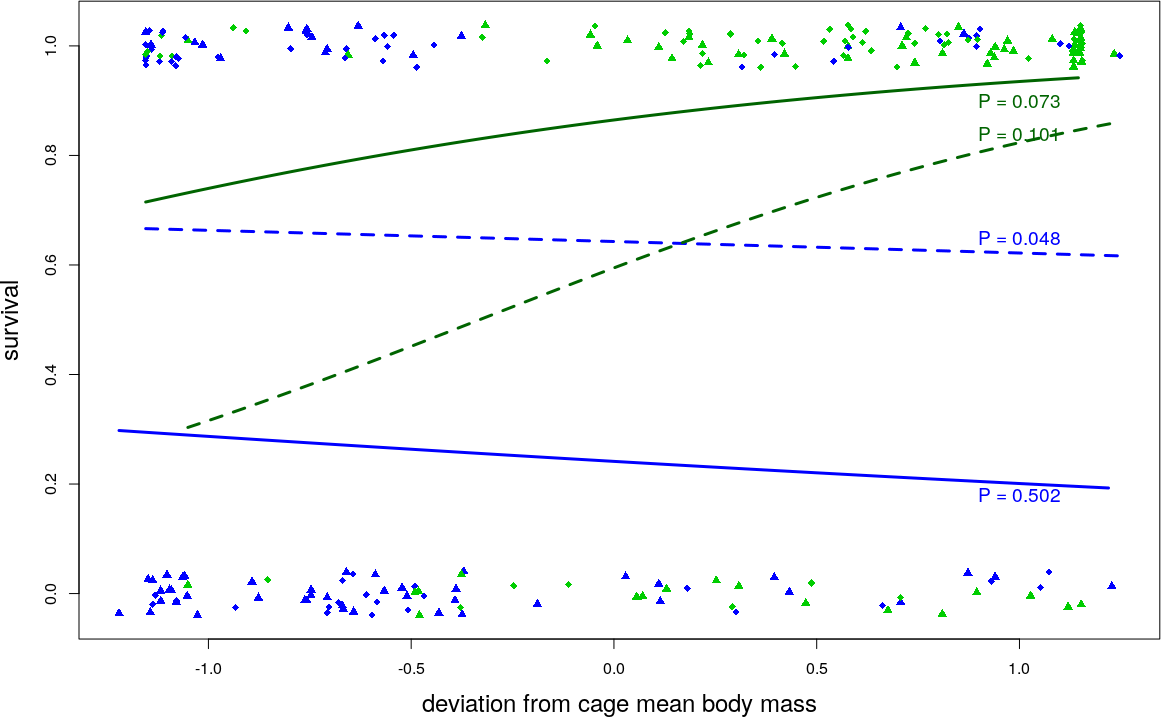 1.0
0.8
0.6
0.4
0.2
0.0
survival
P = 0.073
P = 0.101
P = 0.048
P = 0.502
-1.0 -0.5 0.0 0.5 1.0
deviation from cage mean body mass